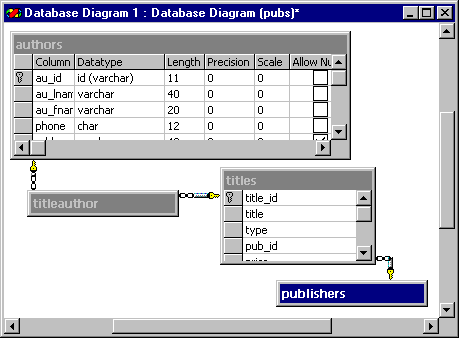 Database Diagram 1 : Database Diagram (pubs)*
authors
Column Datatype Length Precision Scale Allow Nu
au_id id (varchar) 11 0 0
au_lnam varchar 40 0 0
au_fnar varchar 20 0 0
phone char 12 0 0
titleauthor
titles
title_id
title
type
pub_id
publishers